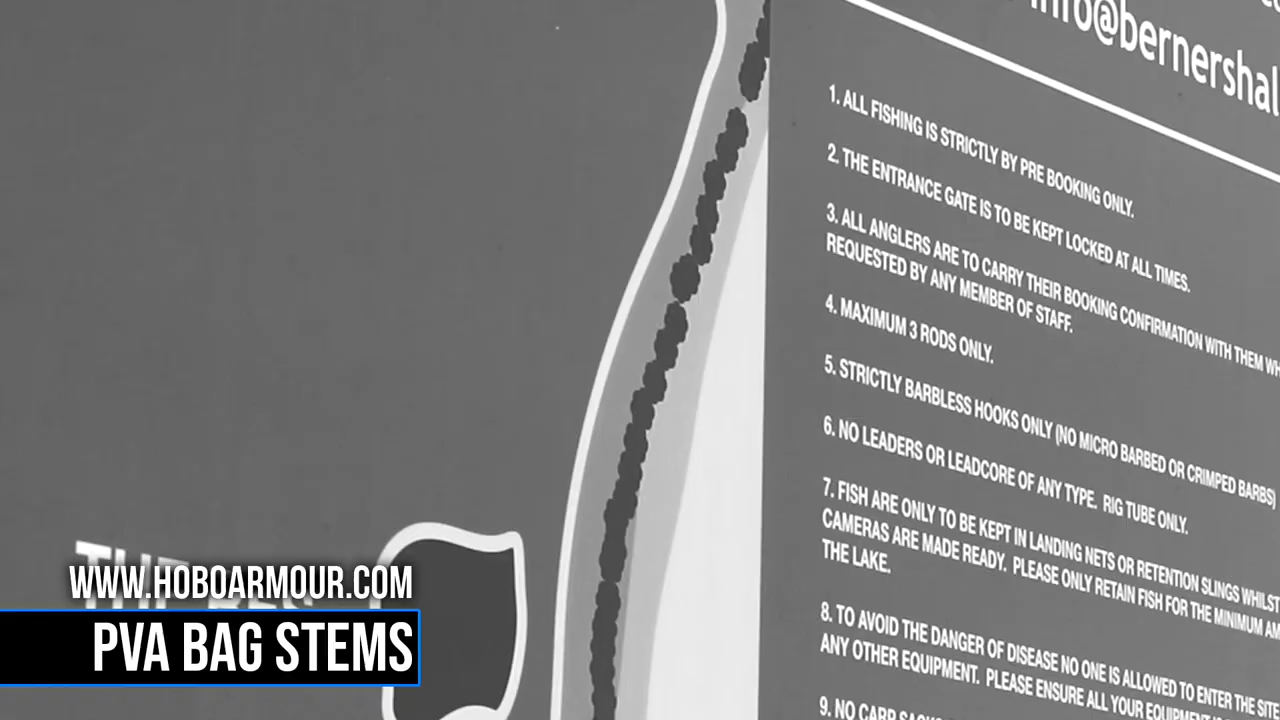 info@bernershal
1. ALL FISHING IS STRICTLY BY PRE BOOKING ONLY.
2. THE ENTRANCE GATE IS TO BE KEPT LOCKED AT ALL TIMES.
3. ALL ANGLERS ARE TO CARRY THEIR BOOKING CONFIRMATION WITH THEM WH
REQUESTED BY ANY MEMBER OF STAFF.
4. MAXIMUM 3 RODS ONLY.
5. STRICTLY BARBLESS HOOKS ONLY (NO MICRO BARBED OR CRIMPED BARBS)
6. NO LEADERS OR LEADCORE OF ANY TYPE. RIG TUBE ONLY.
7. FISH ARE ONLY TO BE KEPT IN LANDING NETS OR RETENTION SLINGS WHILST
CAMERAS ARE MADE READY. PLEASE ONLY RETAIN FISH FOR THE MINIMUM AM
THE LAKE.
8. TO AVOID THE DANGER OF DISEASE NO ONE IS ALLOWED TO ENTER THE SITE
ANY OTHER EQUIPMENT. PLEASE ENSURE ALL YOUR EQUIPMENT
9. NO CARP SACKS
WWW.HOBOARMOUR.COM
PVA BAG STEMS